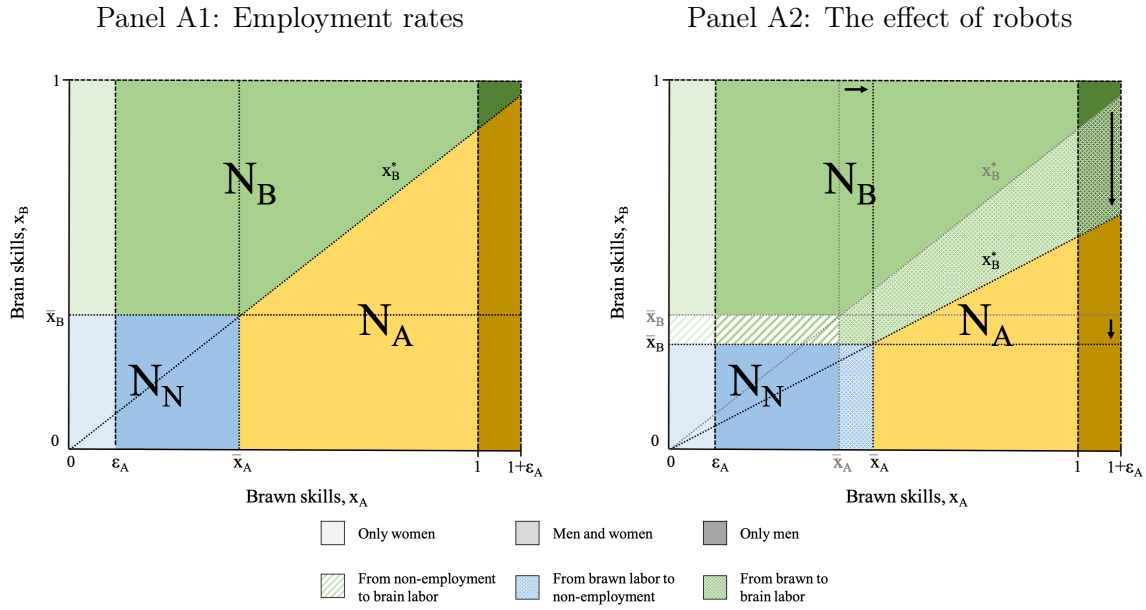 Panel A1: Employment rates
1
Brain skills, x_B
x̅_B
0
N_B
x*_B
N_A
N_N
0
ε_A
x̅_A
1
1+ε_A
Brawn skills, x_A
Panel A2: The effect of robots
1
Brain skills, x_B
x̅_B
x̅_B
0
N_B
x*_B
x*_B
N_A
N_N
0
ε_A
x̅_A
x̅_A
1
1+ε_A
Brawn skills, x_A
Only women
Men and women
Only men
From non-employment
to brain labor
From brawn labor to
non-employment
From brawn to
brain labor